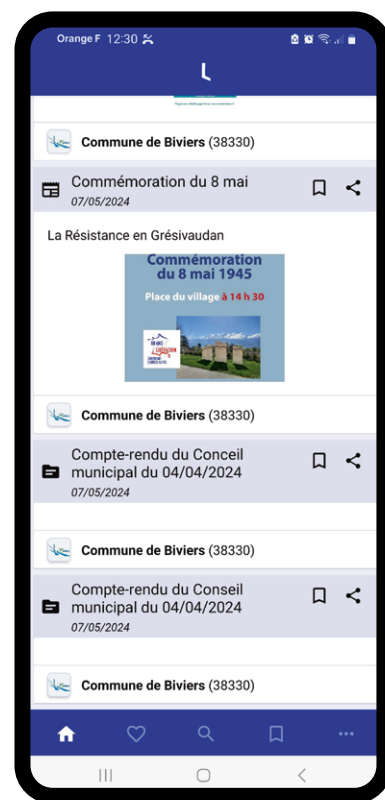 Orange F 12:30
L
Commune de Biviers (38330)
Commémoration du 8 mai
07/05/2024
La Résistance en Grésivaudan
Commémoration
du 8 mai 1945
Place du village à 14 h 30
80 ANS
LIBÉRATION
Commune de Biviers (38330)
Compte-rendu du Conceil
municipal du 04/04/2024
07/05/2024
Commune de Biviers (38330)
Compte-rendu du Conseil
municipal du 04/04/2024
07/05/2024
Commune de Biviers (38330)